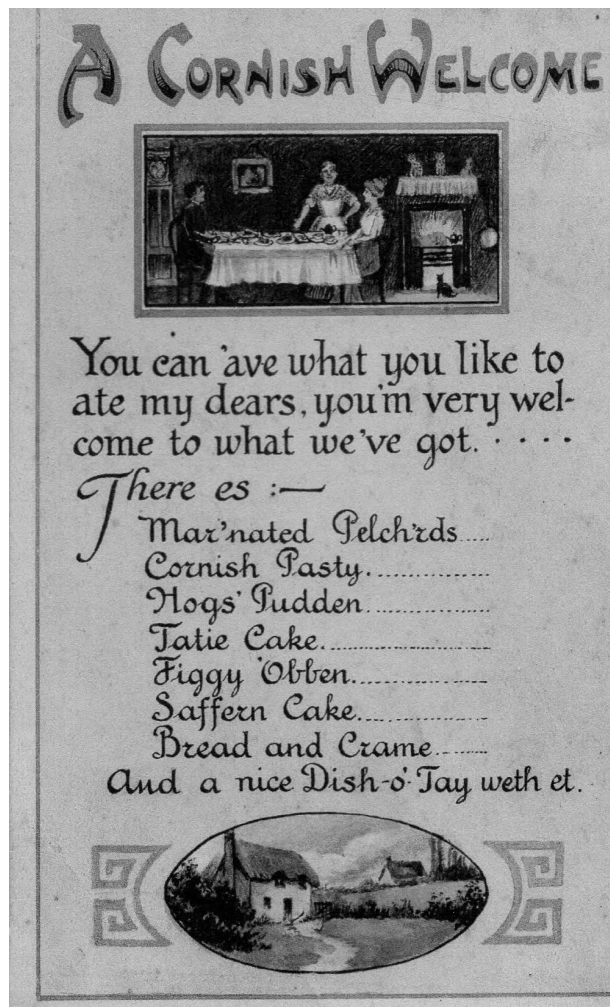 A CORNISH WELCOME
You can 'ave what you like to
ate my dears, you'm very wel-
come to what we've got. . . . .
There es :—
Mar'nated Pelch'rds.....
Cornish Pasty...............
Hogs' Pudden...............
Tatie Cake....................
Figgy 'Obben................
Saffern Cake................
Bread and Crame........
And a nice Dish-o'-Tay weth et.